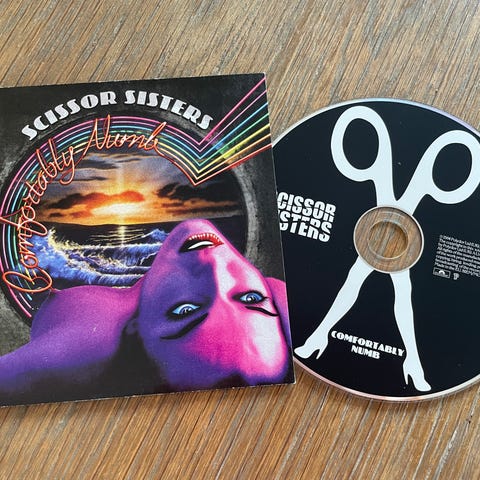 SCISSOR SISTERS
Comfortably Numb
SCISSOR
SISTERS
COMFORTABLY
NUMB